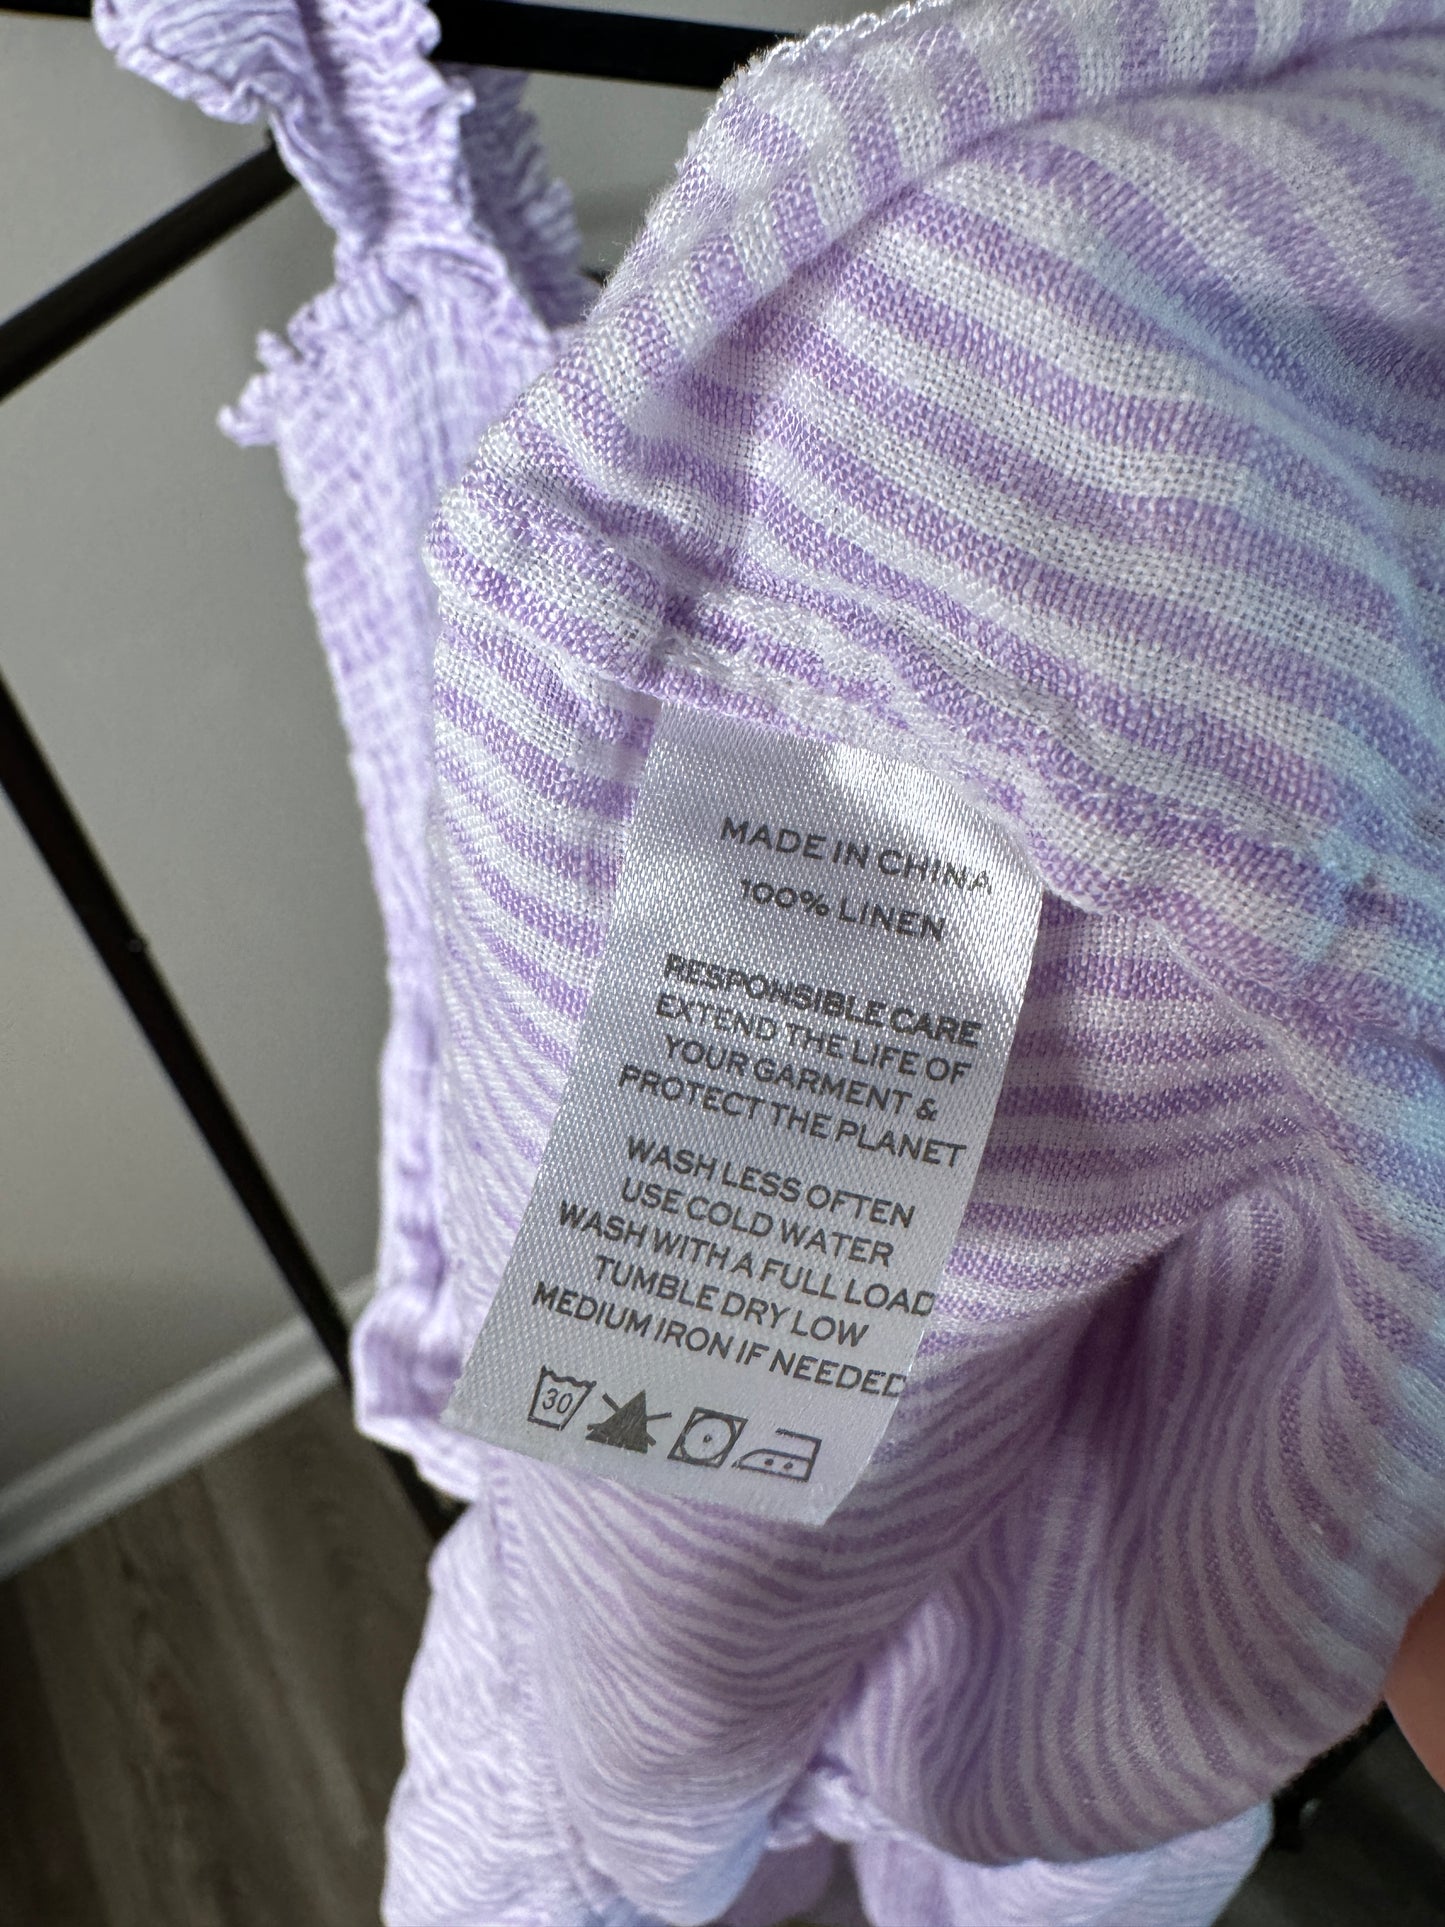 MADE IN CHINA
100% LINEN
RESPONSIBLE CARE
EXTEND THE LIFE OF
YOUR GARMENT &
PROTECT THE PLANET
WASH LESS OFTEN
USE COLD WATER
WASH WITH A FULL LOAD
TUMBLE DRY LOW
MEDIUM IRON IF NEEDED
30